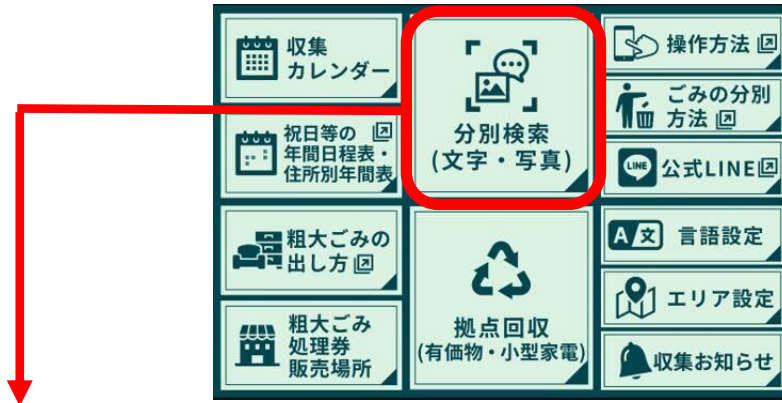 収集
カレンダー
祝日等の
年間日程表・
住所別年間表
粗大ごみの
出し方
粗大ごみ
処理券
販売場所
分別検索
(文字・写真)
拠点回収
(有価物・小型家電)
操作方法
ごみの分別
方法
LINE 公式LINE
A/文 言語設定
エリア設定
収集お知らせ